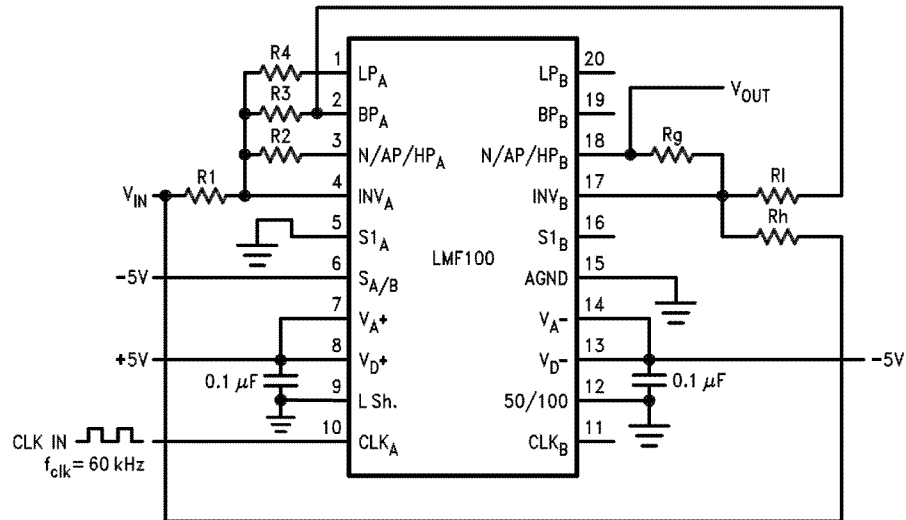 R4
1
LP_A
20
LP_B
R3
2
BP_A
19
BP_B
V_OUT
R2
3
N/AP/HP_A
18
N/AP/HP_B
Rg
V_IN
R1
4
INV_A
17
INV_B
Rl
Rh
5
S1_A
16
S1_B
LMF100
-5V
6
S_A/B
15
AGND
7
V_A+
14
V_A-
+5V
8
V_D+
13
V_D-
-5V
0.1 μF
9
L Sh.
12
50/100
0.1 μF
CLK IN
10
CLK_A
11
CLK_B
f_clk= 60 kHz